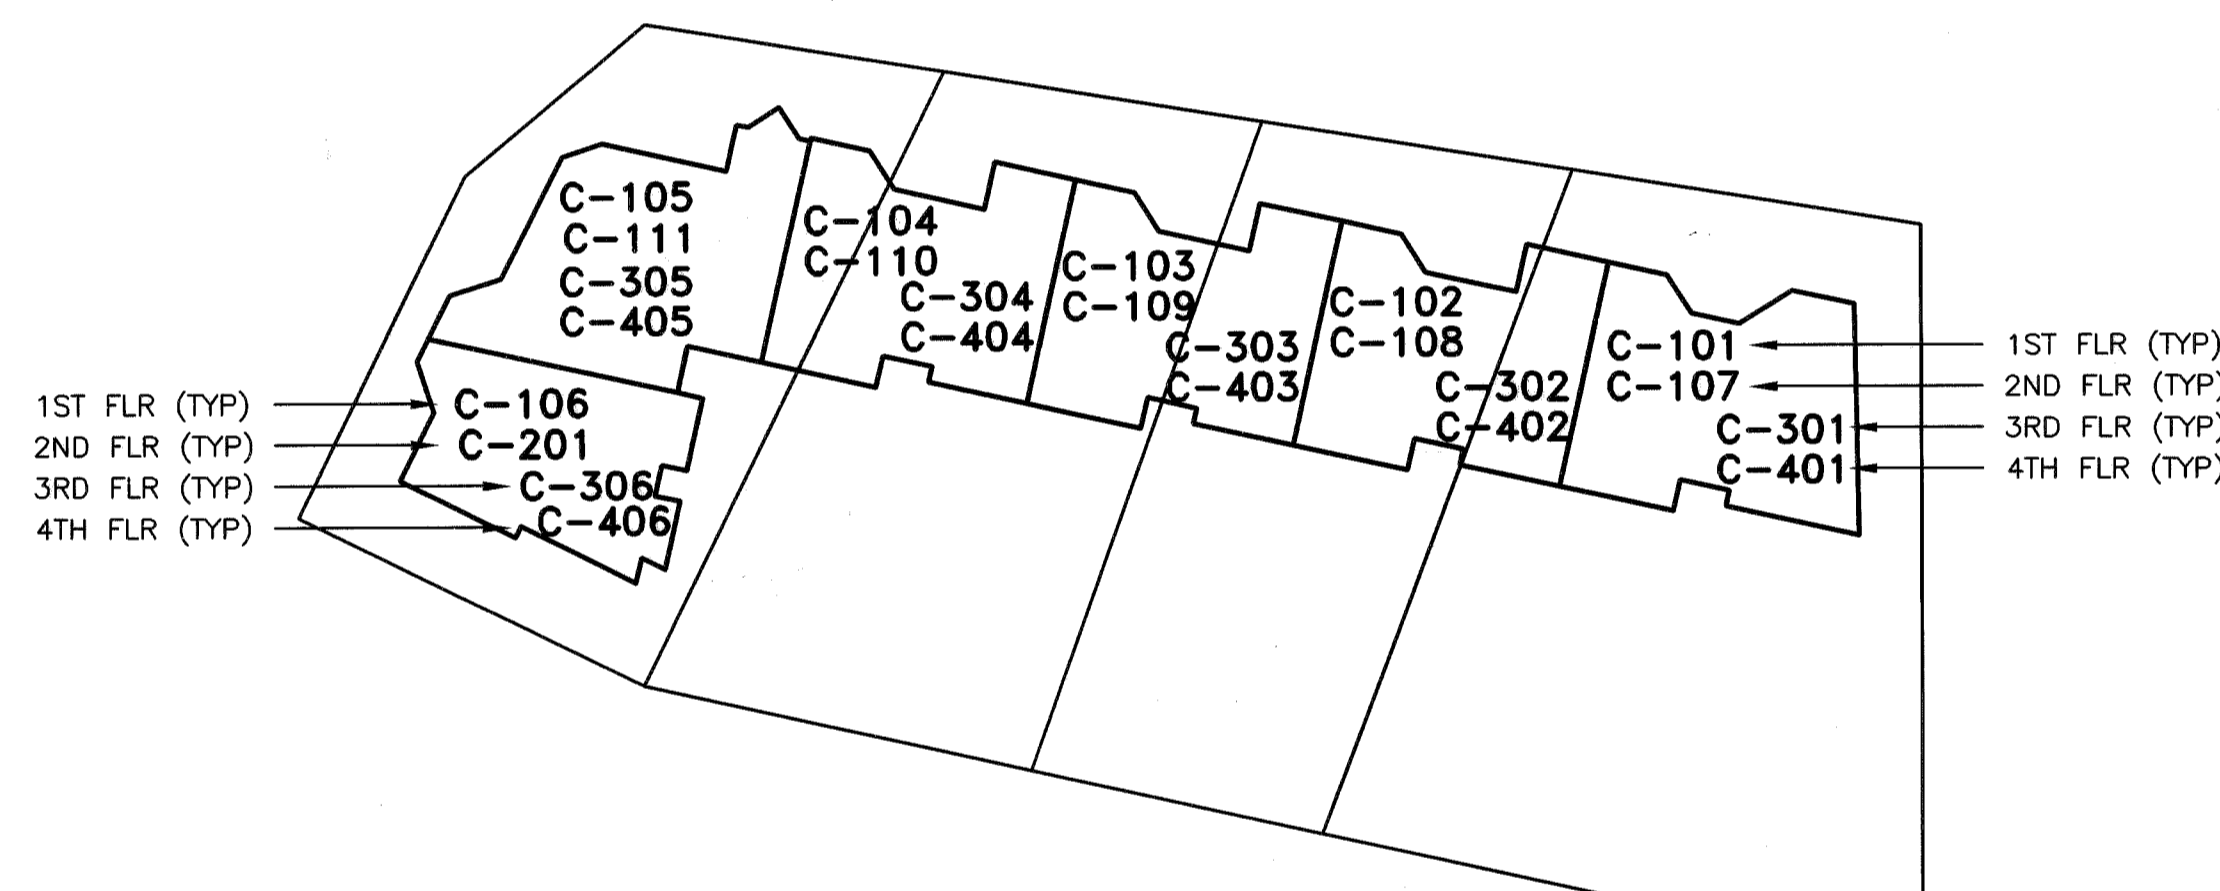 C-105
C-111
C-305
C-405
C-104
C-110
C-304
C-404
C-103
C-109
C-303
C-403
C-102
C-108
C-302
C-402
C-101
C-107
C-301
C-401
1ST FLR (TYP)
2ND FLR (TYP)
3RD FLR (TYP)
4TH FLR (TYP)
1ST FLR (TYP)
2ND FLR (TYP)
3RD FLR (TYP)
4TH FLR (TYP)
C-106
C-201
C-306
C-406